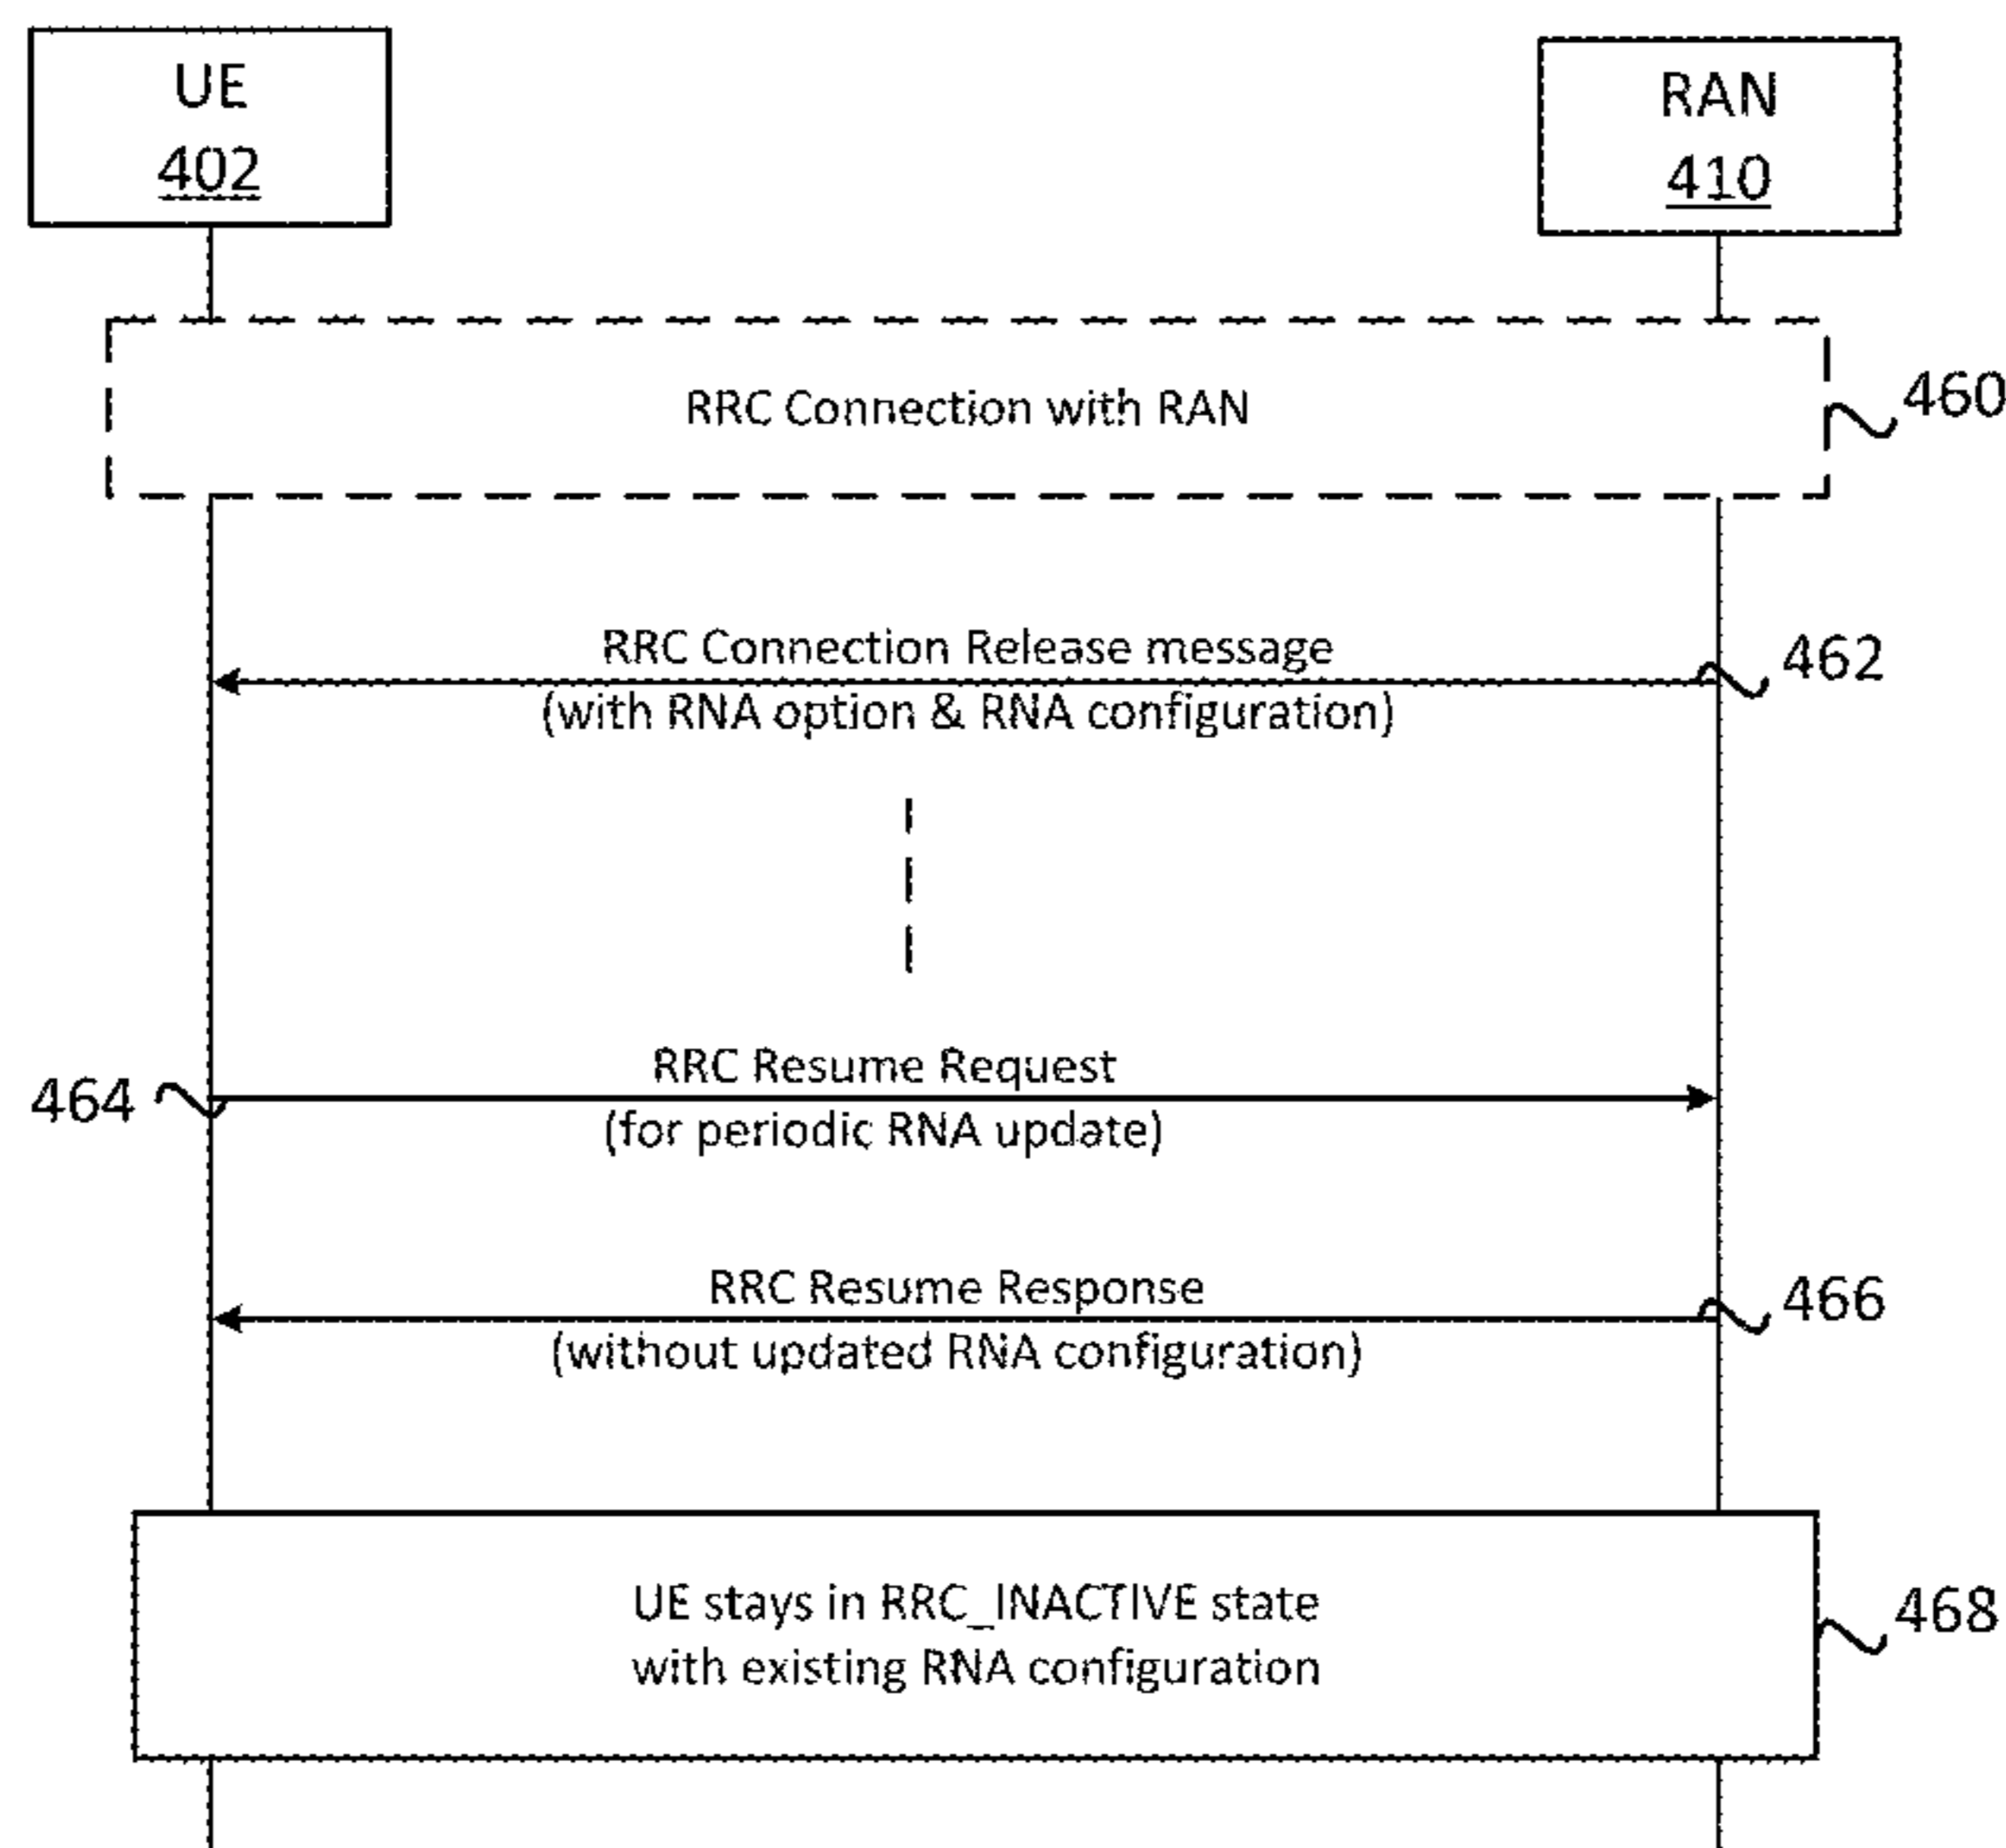 UE
402
RAN
410
RRC Connection with RAN
460
RRC Connection Release message
462
(with RNA option & RNA configuration)
RRC Resume Request
464
(for periodic RNA update)
RRC Resume Response
466
(without updated RNA configuration)
UE stays in RRC_INACTIVE state
468
with existing RNA configuration